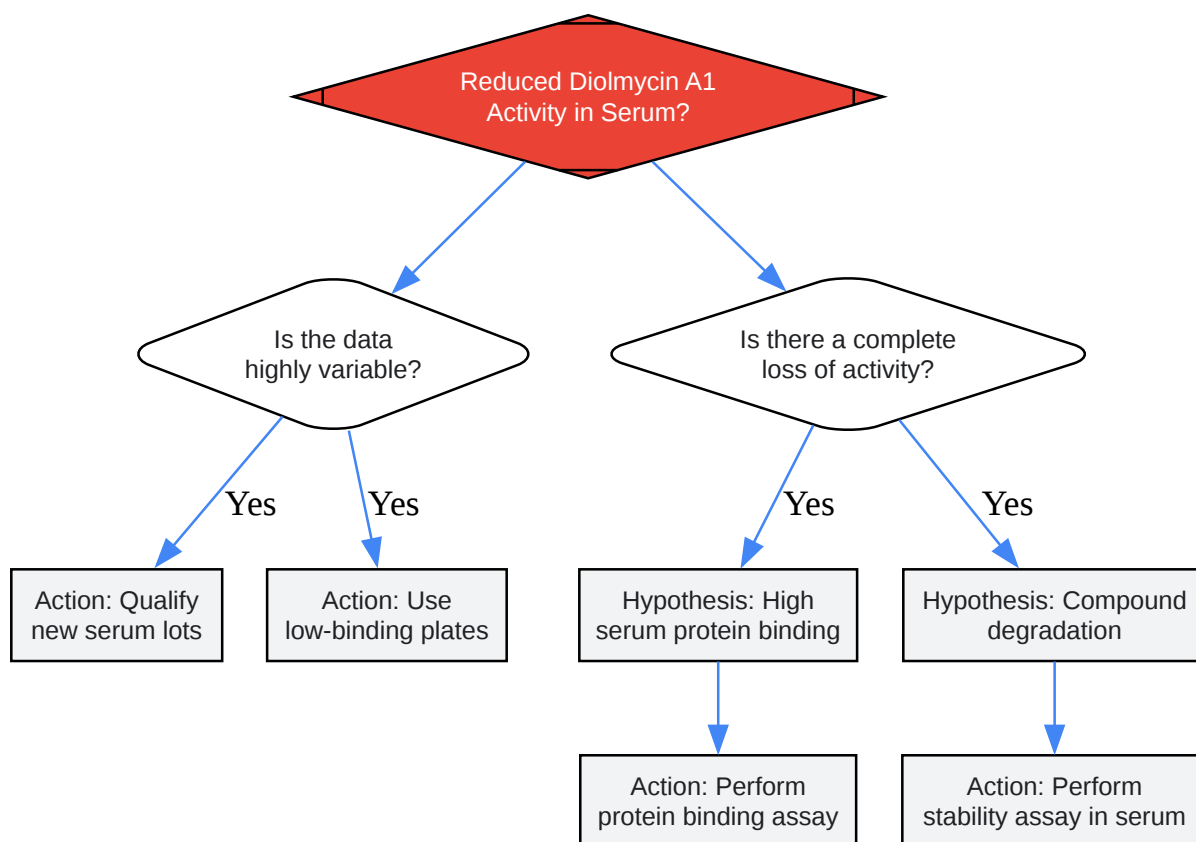 Reduced Diolmycin A1
Activity in Serum?
Is the data
highly variable?
Is there a complete
loss of activity?
Yes
Yes
Yes
Yes
Action: Qualify
new serum lots
Action: Use
low-binding plates
Hypothesis: High
serum protein binding
Hypothesis: Compound
degradation
Action: Perform
protein binding assay
Action: Perform
stability assay in serum